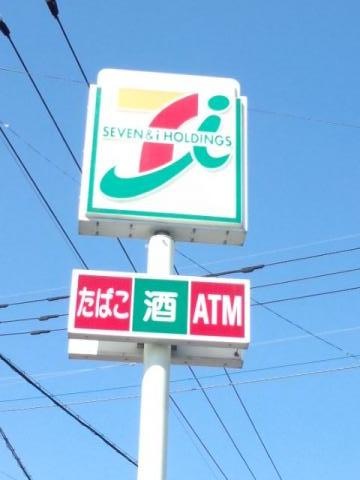 SEVEN & i HOLDINGS
たばこ 酒 ATM